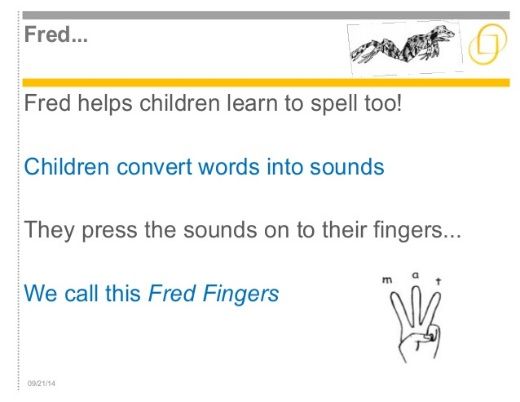 Fred...
Fred helps children learn to spell too!
Children convert words into sounds
They press the sounds on to their fingers...
We call this Fred Fingers
m a t
09/21/14